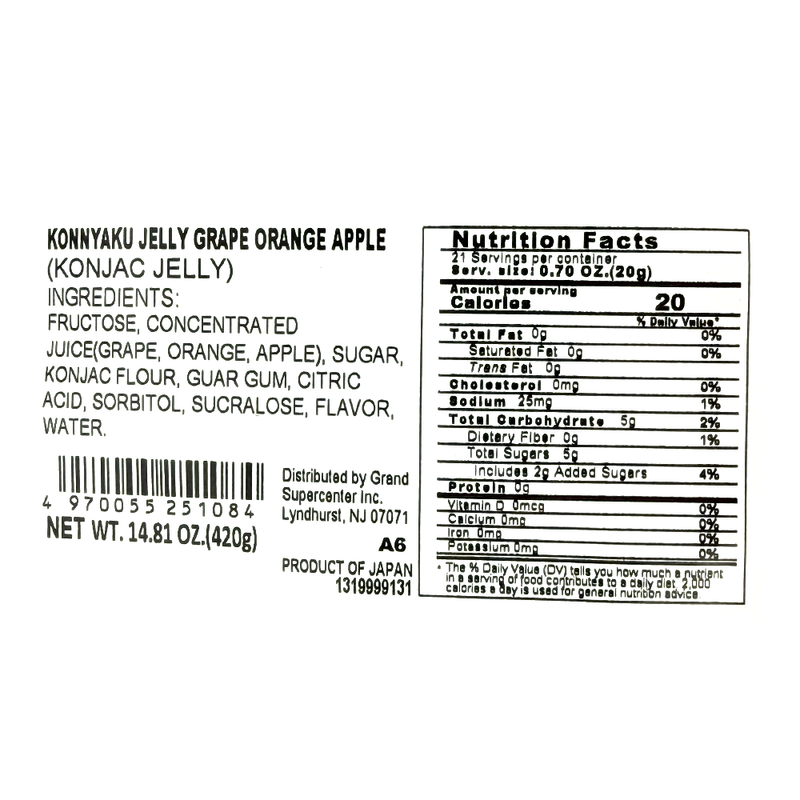 KONNYAKU JELLY GRAPE ORANGE APPLE
(KONJAC JELLY)
INGREDIENTS:
FRUCTOSE, CONCENTRATED
JUICE(GRAPE, ORANGE, APPLE), SUGAR,
KONJAC FLOUR, GUAR GUM, CITRIC
ACID, SORBITOL, SUCRALOSE, FLAVOR,
WATER.
4 970055 251084
NET WT. 14.81 OZ.(420g)
Distributed by Grand
Supercenter Inc.
Lyndhurst, NJ 07071
A6
PRODUCT OF JAPAN
1319999131
Nutrition Facts
21 Servings per container
Serv. size: 0.70 OZ.(20g)
Amount per serving
Calories 20
% Daily Value*
Total Fat 0g 0%
Saturated Fat 0g 0%
Trans Fat 0g
Cholesterol 0mg 0%
Sodium 25mg 1%
Total Carbohydrate 5g 2%
Dietary Fiber 0g 1%
Total Sugars 5g
Includes 2g Added Sugars 4%
Protein 0g
Vitamin D 0mcg 0%
Calcium 0mg 0%
Iron 0mg 0%
Potassium 0mg 0%
* The % Daily Value (DV) tells you how much a nutrient
in a serving of food contributes to a daily diet. 2,000
calories a day is used for general nutrition advice.